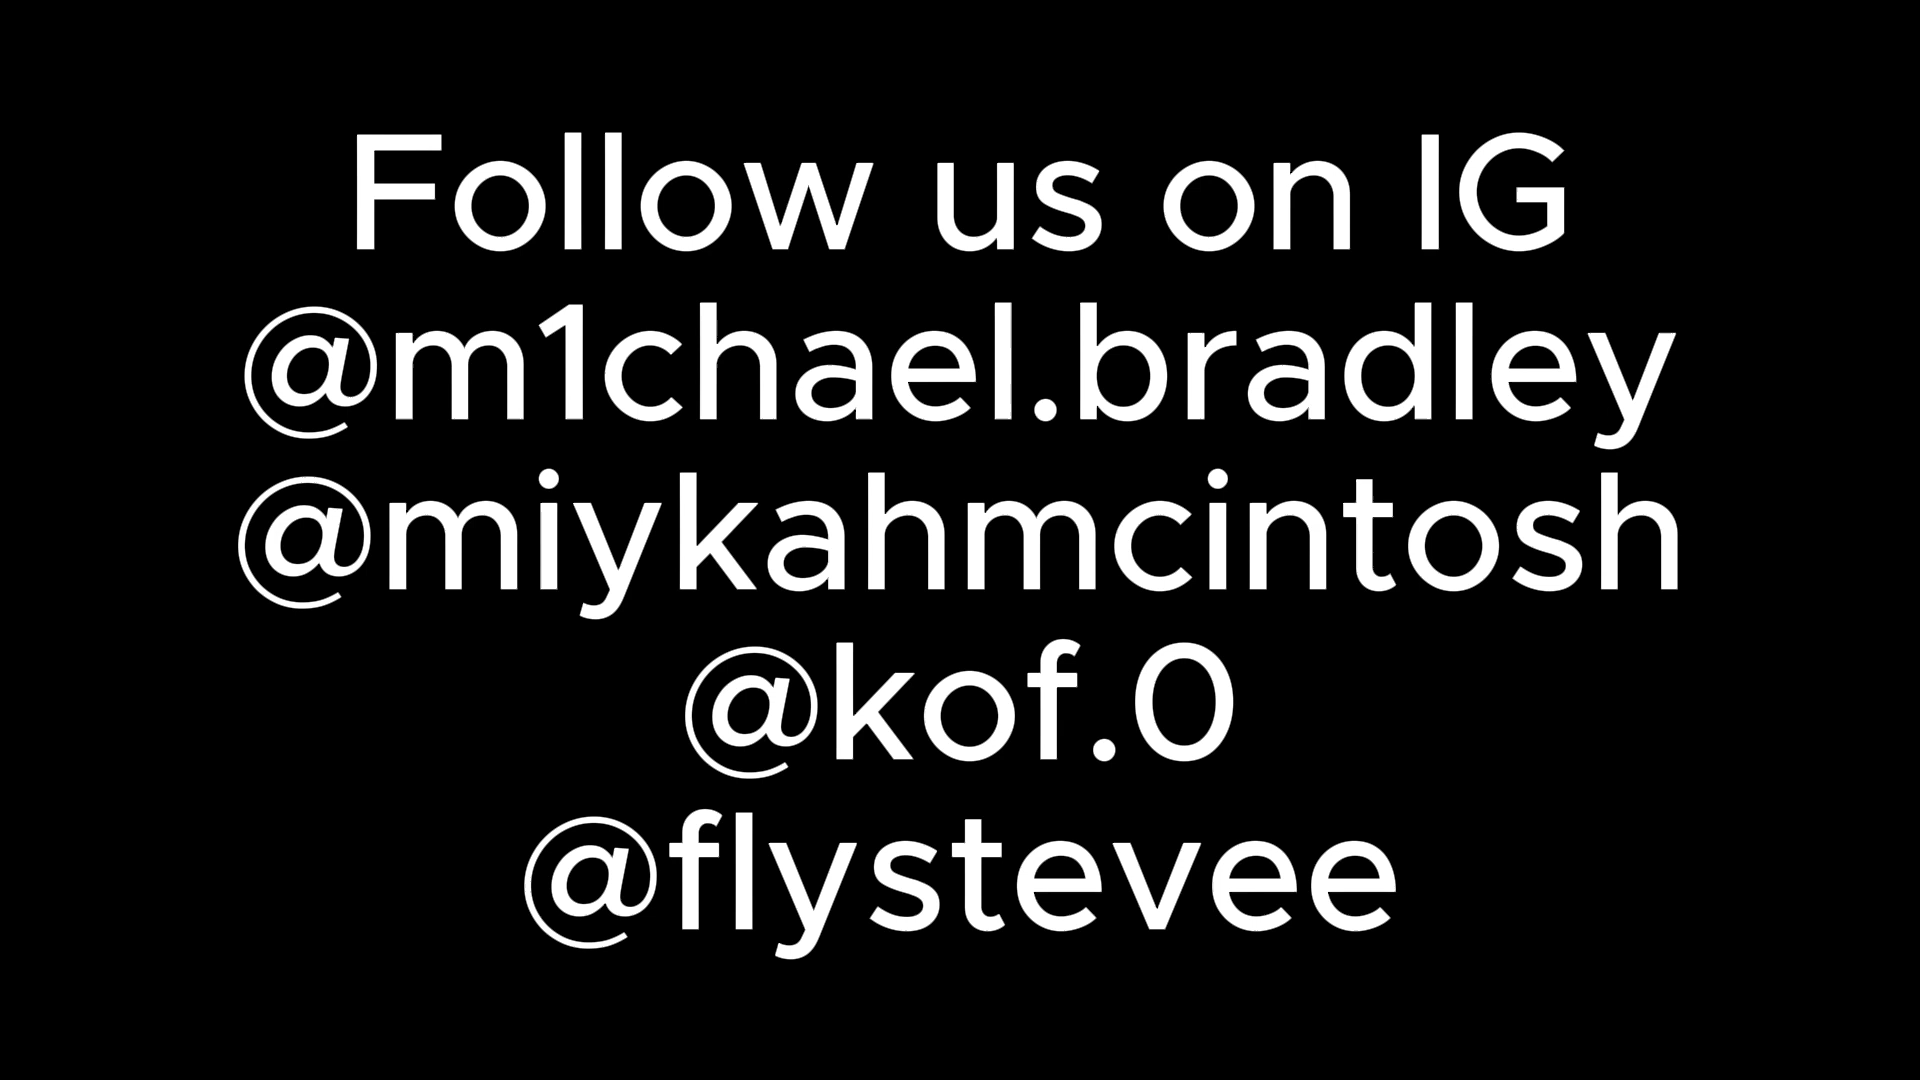 Follow us on IG
@m1chael.bradley
@miykahmcintosh
@kof.0
@flystevee